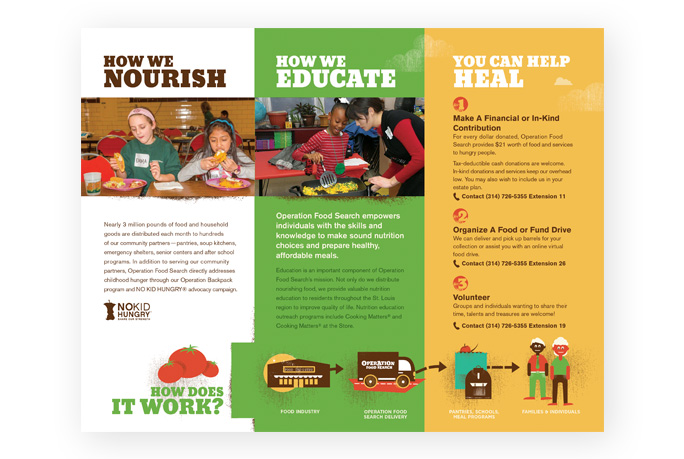 HOW WE
NOURISH
Nearly 3 million pounds of food and household
goods are distributed each month to hundreds
of our community partners—pantries, soup kitchens,
emergency shelters, senior centers and after school
programs. In addition to serving our community
partners, Operation Food Search directly addresses
childhood hunger through our Operation Backpack
program and NO KID HUNGRY® advocacy campaign.
NOKID
HUNGRY
SHARE OUR STRENGTH
HOW WE
EDUCATE
Operation Food Search empowers
individuals with the skills and
knowledge to make sound nutrition
choices and prepare healthy,
affordable meals.
Education is an important component of Operation
Food Search's mission. Not only do we distribute
nourishing food, we provide valuable nutrition
education to residents throughout the St. Louis
region to improve quality of life. Nutrition education
outreach programs include Cooking Matters® and
Cooking Matters® at the Store.
YOU CAN HELP
HEAL
1
Make A Financial or In-Kind
Contribution
For every dollar donated, Operation Food
Search provides $21 worth of food and services
to hungry people.
Tax-deductible cash donations are welcome.
In-kind donations and services keep our overhead
low. You may also wish to include us in your
estate plan.
Contact (314) 726-5355 Extension 11
2
Organize A Food or Fund Drive
We can deliver and pick up barrels for your
collection or assist you with an online virtual
food drive.
Contact (314) 726-5355 Extension 26
3
Volunteer
Groups and individuals wanting to share their
time, talents and treasures are welcome!
Contact (314) 726-5355 Extension 19
HOW DOES
IT WORK?
FOOD INDUSTRY
OPERATION
FOOD SEARCH
OPERATION FOOD
SEARCH DELIVERY
PANTRIES, SCHOOLS,
MEAL PROGRAMS
FAMILIES & INDIVIDUALS